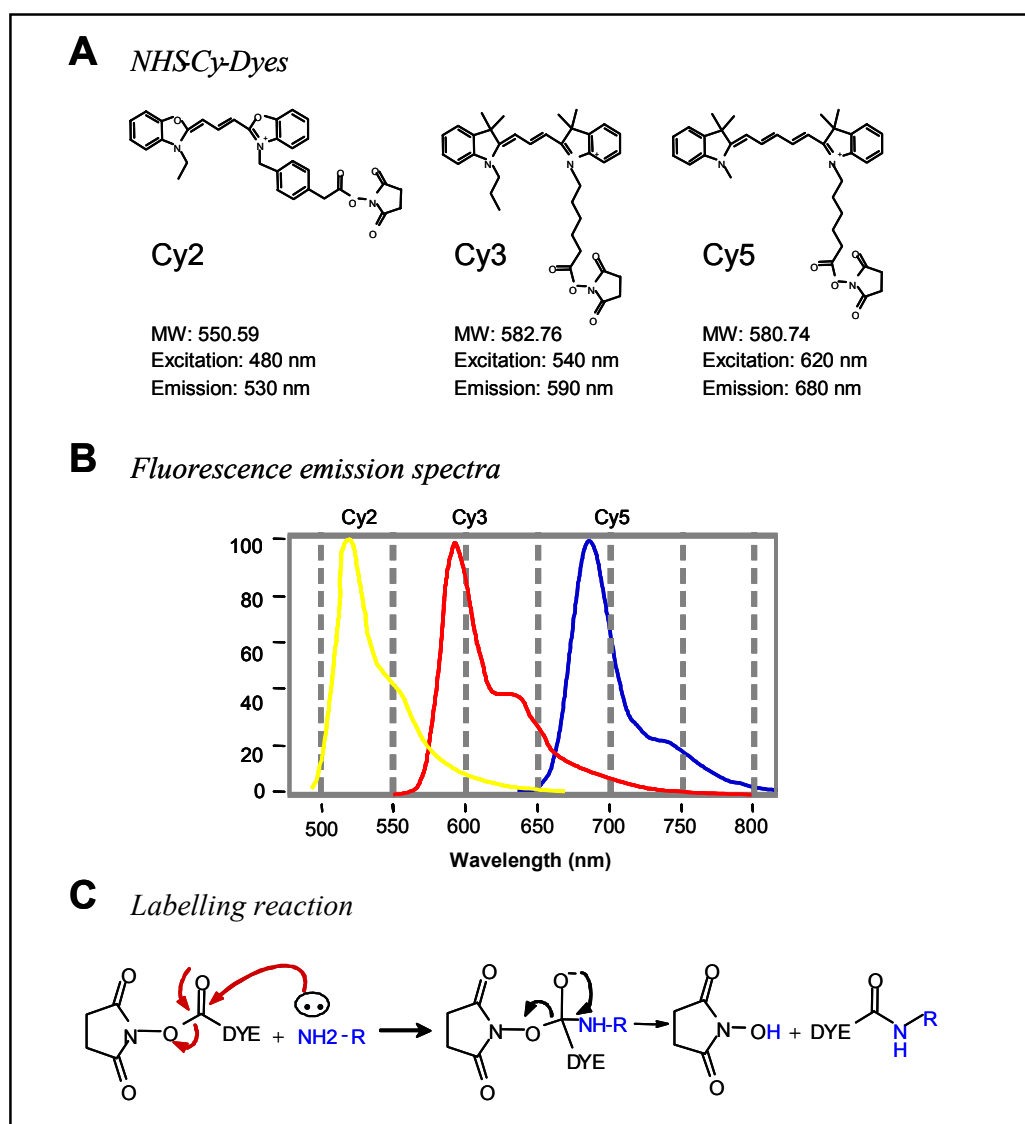 A NHS-Cy-Dyes
O O N N+ O O N O O
N N + O O N O O
N N + O O N O O
Cy2 Cy3 Cy5
MW: 550.59 MW: 582.76 MW: 580.74
Excitation: 480 nm Excitation: 540 nm Excitation: 620 nm
Emission: 530 nm Emission: 590 nm Emission: 680 nm
B Fluorescence emission spectra
Cy2 Cy3 Cy5
100
80
60
40
20
0
500 550 600 650 700 750 800
Wavelength (nm)
C Labelling reaction
O O O O- O O
N O DYE + NH2-R N O NH-R N OH + DYE N R
O DYE O H
O